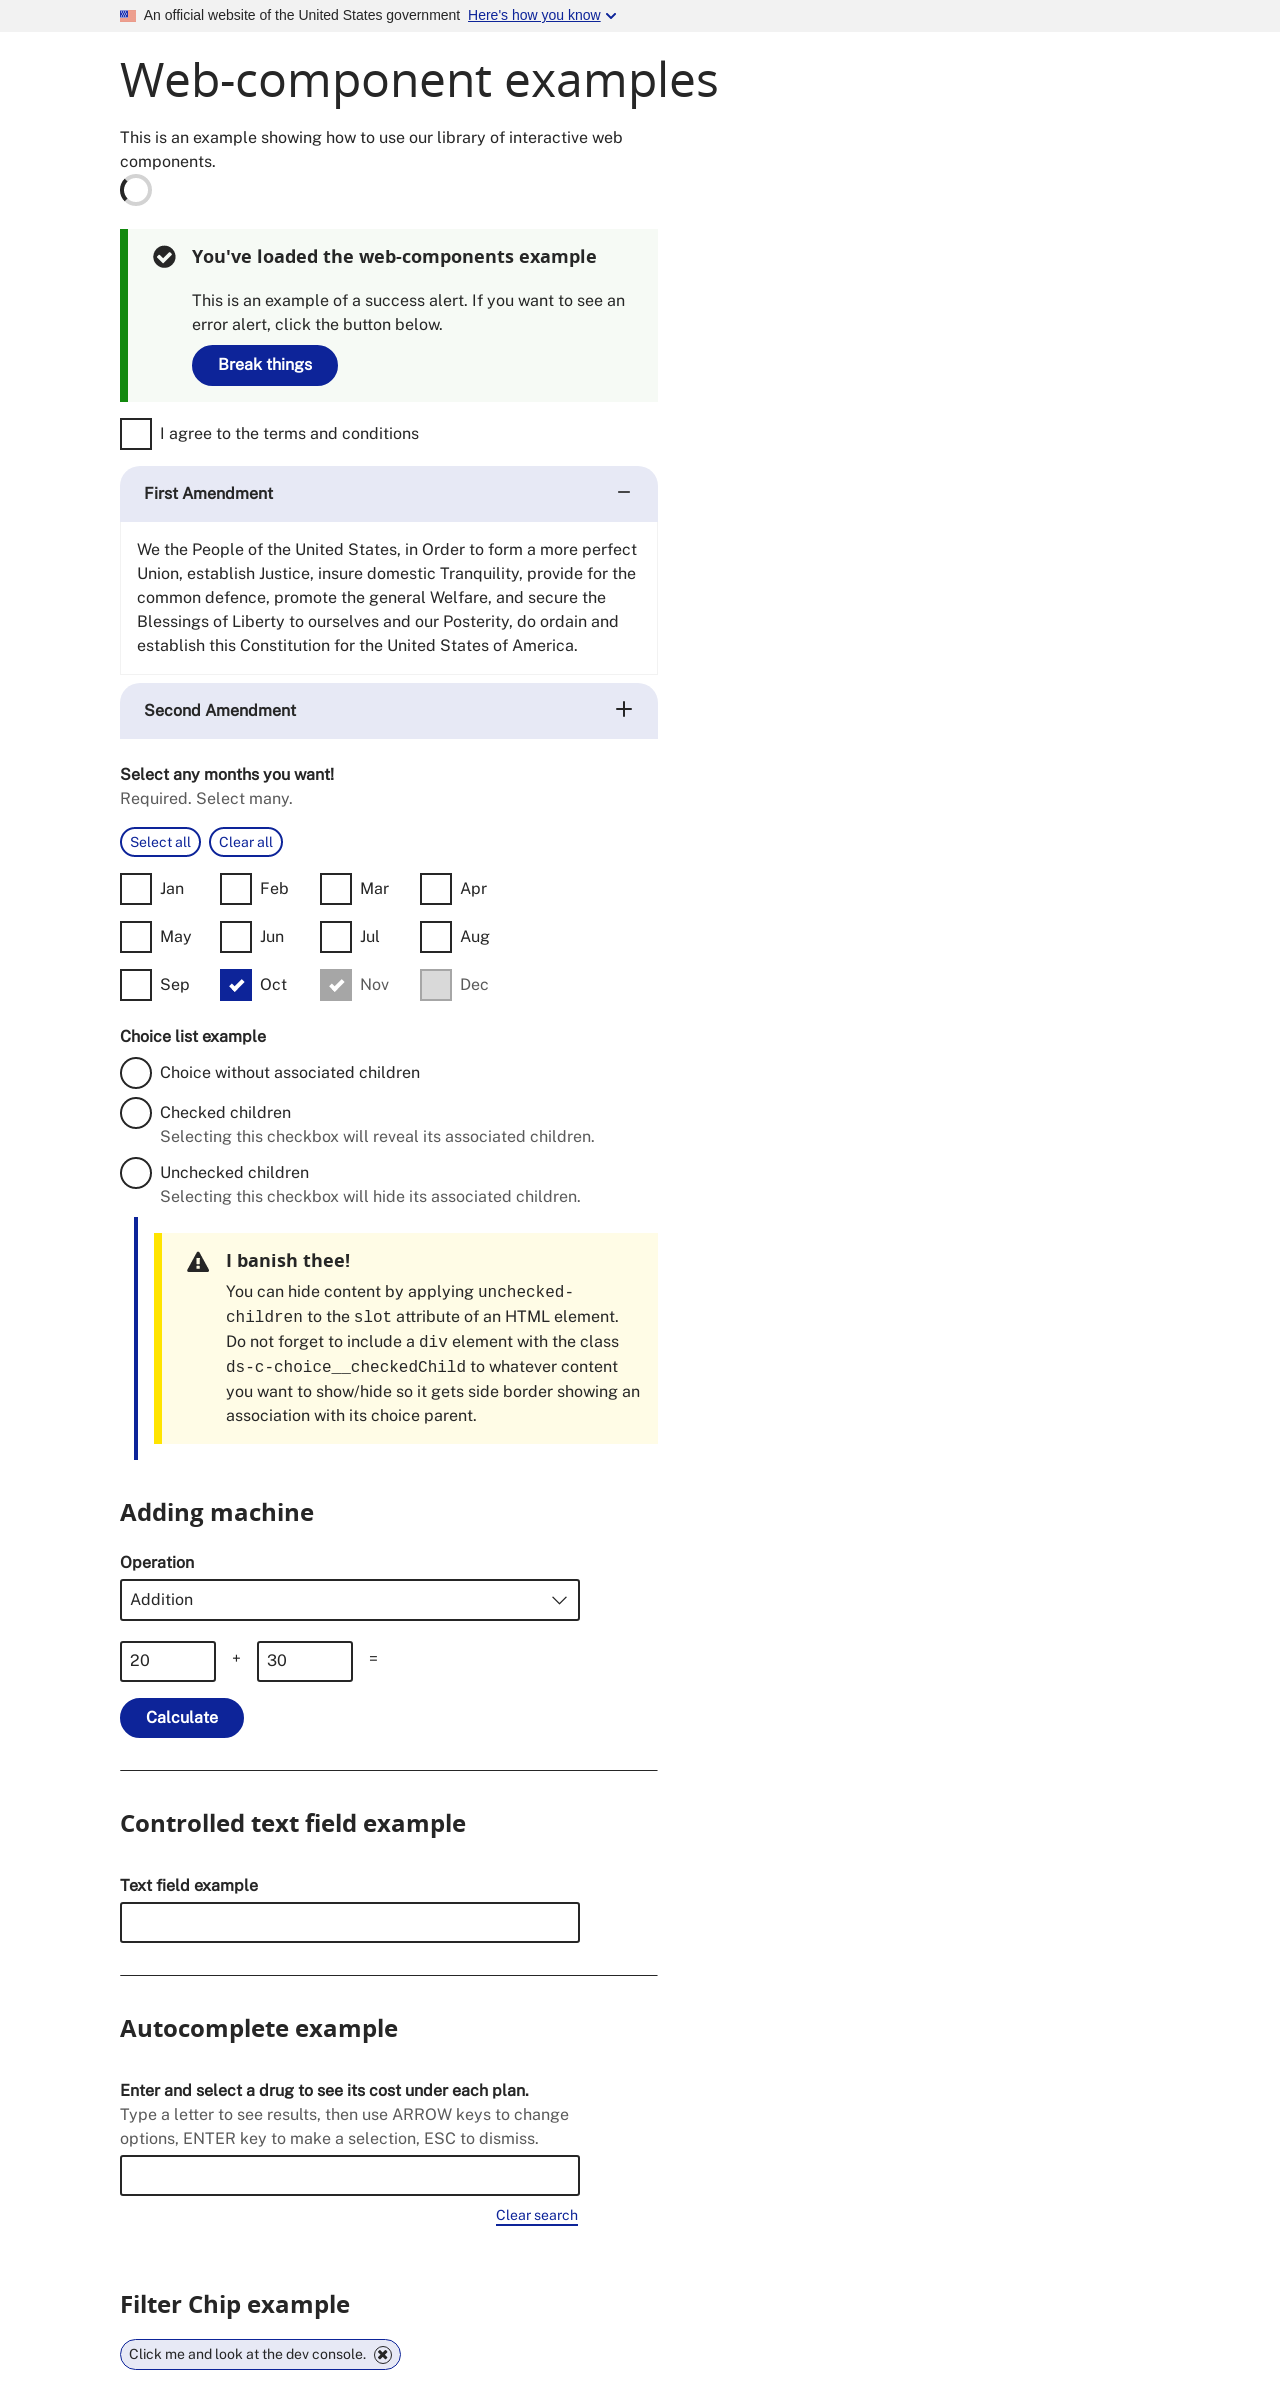 An official website of the United States government Here's how you know
Web-component examples
This is an example showing how to use our library of interactive web
components.
You've loaded the web-components example
This is an example of a success alert. If you want to see an
error alert, click the button below.
Break things
I agree to the terms and conditions
First Amendment
We the People of the United States, in Order to form a more perfect
Union, establish Justice, insure domestic Tranquility, provide for the
common defence, promote the general Welfare, and secure the
Blessings of Liberty to ourselves and our Posterity, do ordain and
establish this Constitution for the United States of America.
Second Amendment
Select any months you want!
Required. Select many.
Select all Clear all
Jan Feb Mar Apr
May Jun Jul Aug
Sep Oct Nov Dec
Choice list example
Choice without associated children
Checked children
Selecting this checkbox will reveal its associated children.
Unchecked children
Selecting this checkbox will hide its associated children.
I banish thee!
You can hide content by applying unchecked-
children to the slot attribute of an HTML element.
Do not forget to include a div element with the class
ds-c-choice__checkedChild to whatever content
you want to show/hide so it gets side border showing an
association with its choice parent.
Adding machine
Operation
Addition
20 + 30 =
Calculate
Controlled text field example
Text field example
Autocomplete example
Enter and select a drug to see its cost under each plan.
Type a letter to see results, then use ARROW keys to change
options, ENTER key to make a selection, ESC to dismiss.
Clear search
Filter Chip example
Click me and look at the dev console.